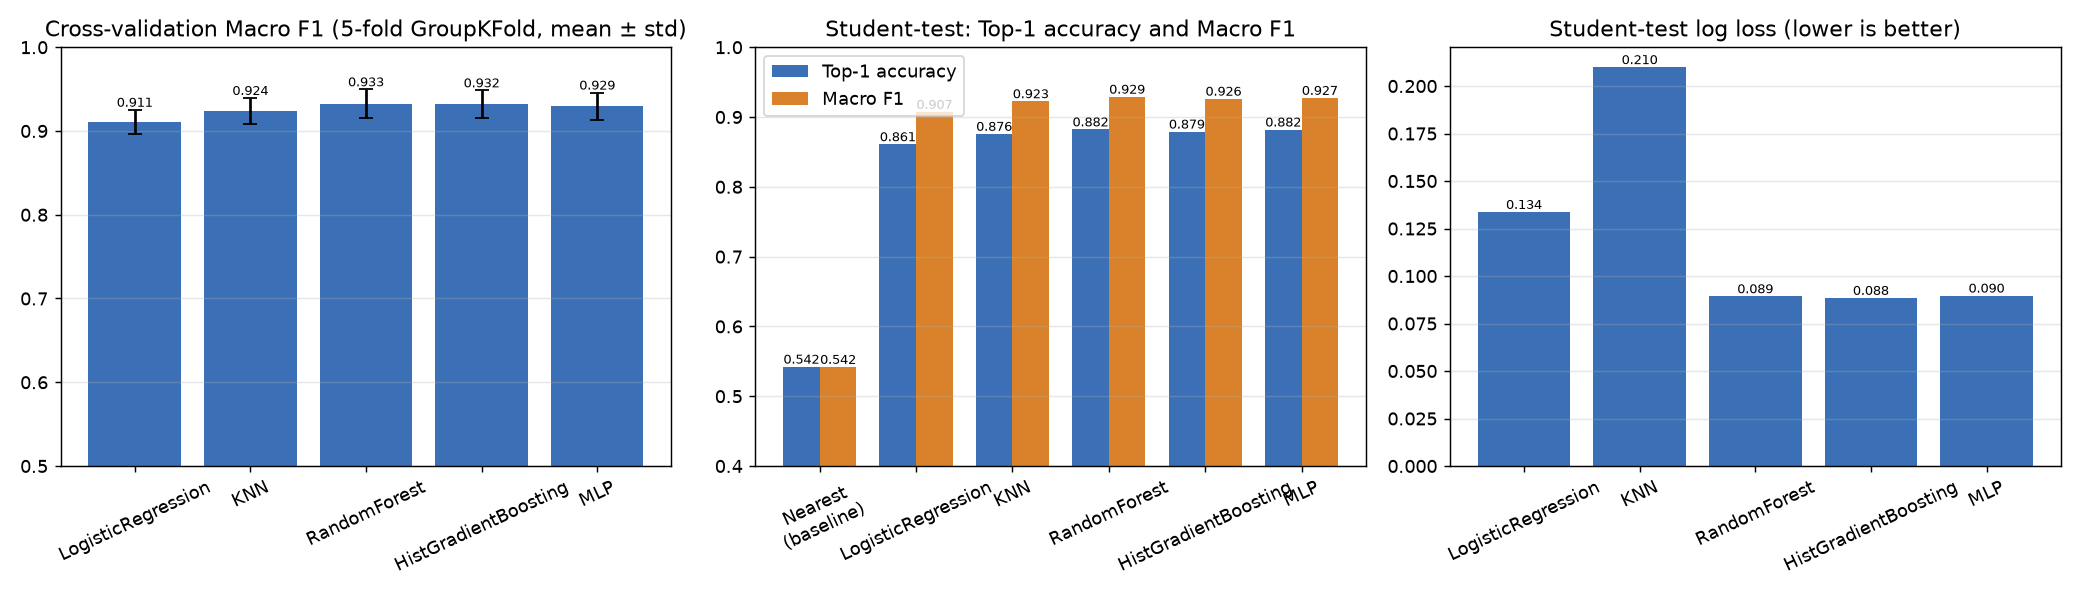 Cross-validation Macro F1 (5-fold GroupKFold, mean ± std)
1.0
0.9
0.8
0.7
0.6
0.5
0.911
0.924
0.933
0.932
0.929
LogisticRegression
KNN
RandomForest
HistGradientBoosting
MLP
Student-test: Top-1 accuracy and Macro F1
Top-1 accuracy
Macro F1
1.0
0.9
0.8
0.7
0.6
0.5
0.4
0.542
0.542
0.861
0.907
0.876
0.923
0.882
0.929
0.879
0.926
0.882
0.927
Nearest
(baseline)
LogisticRegression
KNN
RandomForest
HistGradientBoosting
MLP
Student-test log loss (lower is better)
0.200
0.175
0.150
0.125
0.100
0.075
0.050
0.025
0.000
0.134
0.210
0.089
0.088
0.090
LogisticRegression
KNN
RandomForest
HistGradientBoosting
MLP